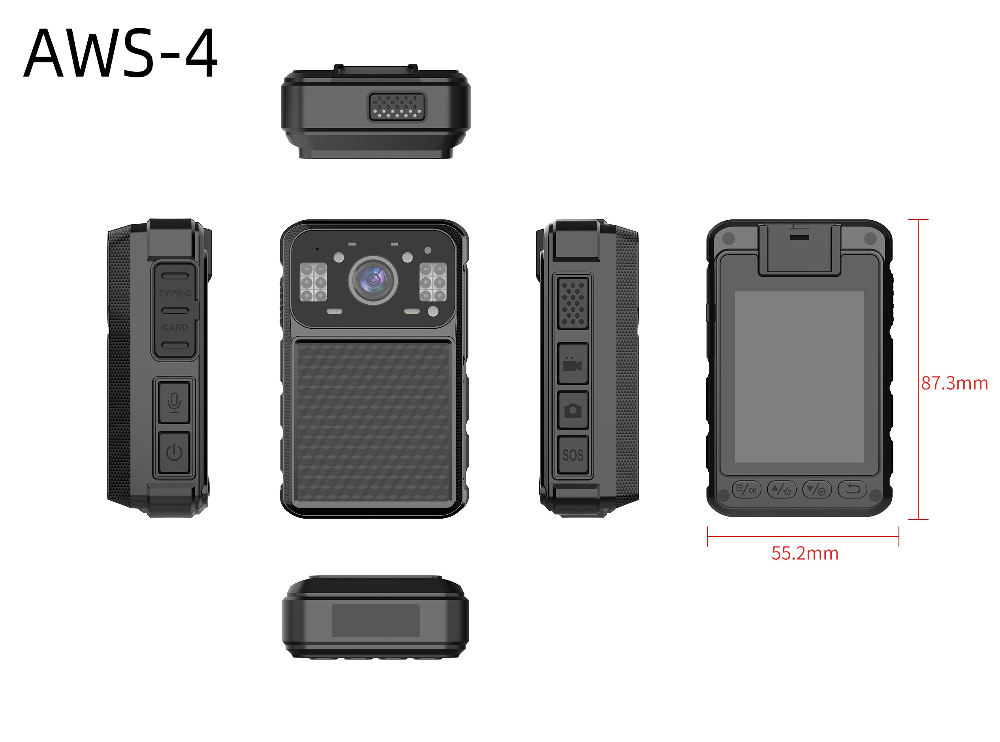 AWS-4
TYPE-C
CARD
SOS
OK
87.3mm
55.2mm